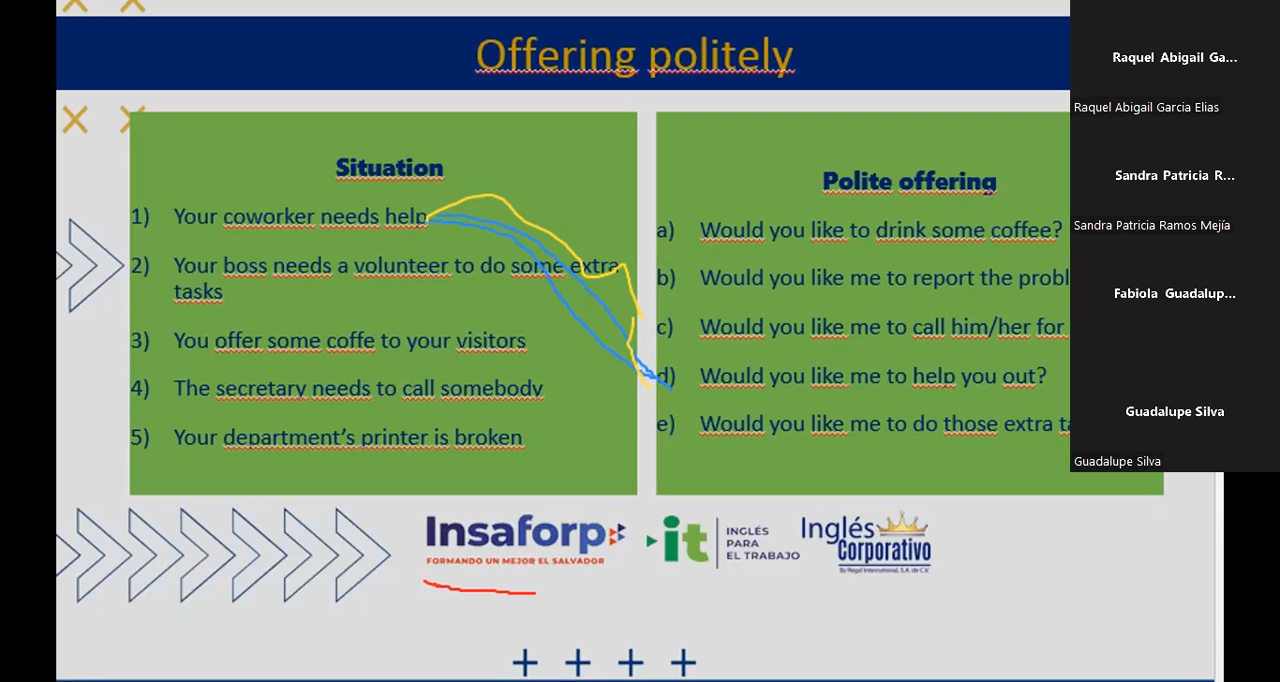 Offering politely
Situation
1) Your coworker needs help
2) Your boss needs a volunteer to do some extra
tasks
3) You offer some coffe to your visitors
4) The secretary needs to call somebody
5) Your department's printer is broken
Polite offering
a) Would you like to drink some coffee?
b) Would you like me to report the probl
c) Would you like me to call him/her for
d) Would you like me to help you out?
e) Would you like me to do those extra ta
Raquel Abigail Ga...
Raquel Abigail Garcia Elias
Sandra Patricia R...
Sandra Patricia Ramos Mejía
Fabiola Guadalup...
Guadalupe Silva
Guadalupe Silva
Insaforp
FORMANDO UN MEJOR EL SALVADOR
it
INGLÉS
PARA
EL TRABAJO
Inglés
Corporativo
By Regal International, S.A. de C.V.